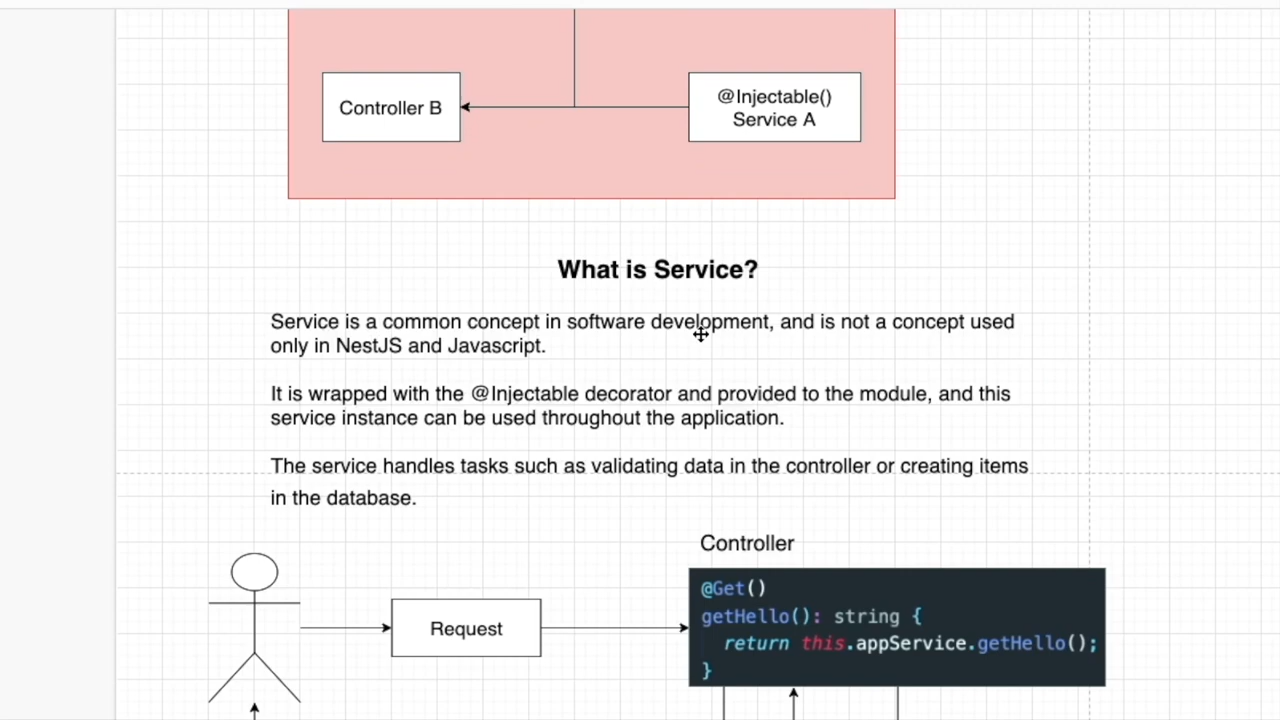 Controller B
@Injectable()
Service A
What is Service?
Service is a common concept in software development, and is not a concept used
only in NestJS and Javascript.
It is wrapped with the @Injectable decorator and provided to the module, and this
service instance can be used throughout the application.
The service handles tasks such as validating data in the controller or creating items
in the database.
Controller
Request
@Get()
getHello(): string {
  return this.appService.getHello();
}